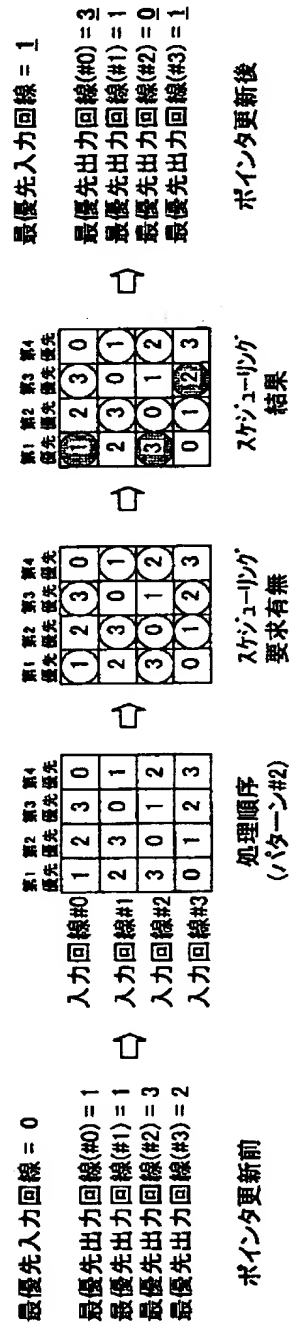 最優先入力回線 = 0
最優先出力回線(#0) = 1
最優先出力回線(#1) = 1
最優先出力回線(#2) = 3
最優先出力回線(#3) = 2
ポインタ更新前
第1 第2 第3 第4
優先 優先 優先 優先
入力回線#0 1 2 3 0
入力回線#1 2 3 0 1
入力回線#2 3 0 1 2
入力回線#3 0 1 2 3
処理順序
(パターン#2)
第1 第2 第3 第4
優先 優先 優先 優先
1 2 3 0
2 3 0 1
3 0 1 2
0 1 2 3
スケジューリング
要求有無
第1 第2 第3 第4
優先 優先 優先 優先
1 2 3 0
2 3 0 1
3 0 1 2
0 1 2 3
スケジューリング
結果
最優先入力回線 = 1
最優先出力回線(#0) = 3
最優先出力回線(#1) = 1
最優先出力回線(#2) = 0
最優先出力回線(#3) = 1
ポインタ更新後